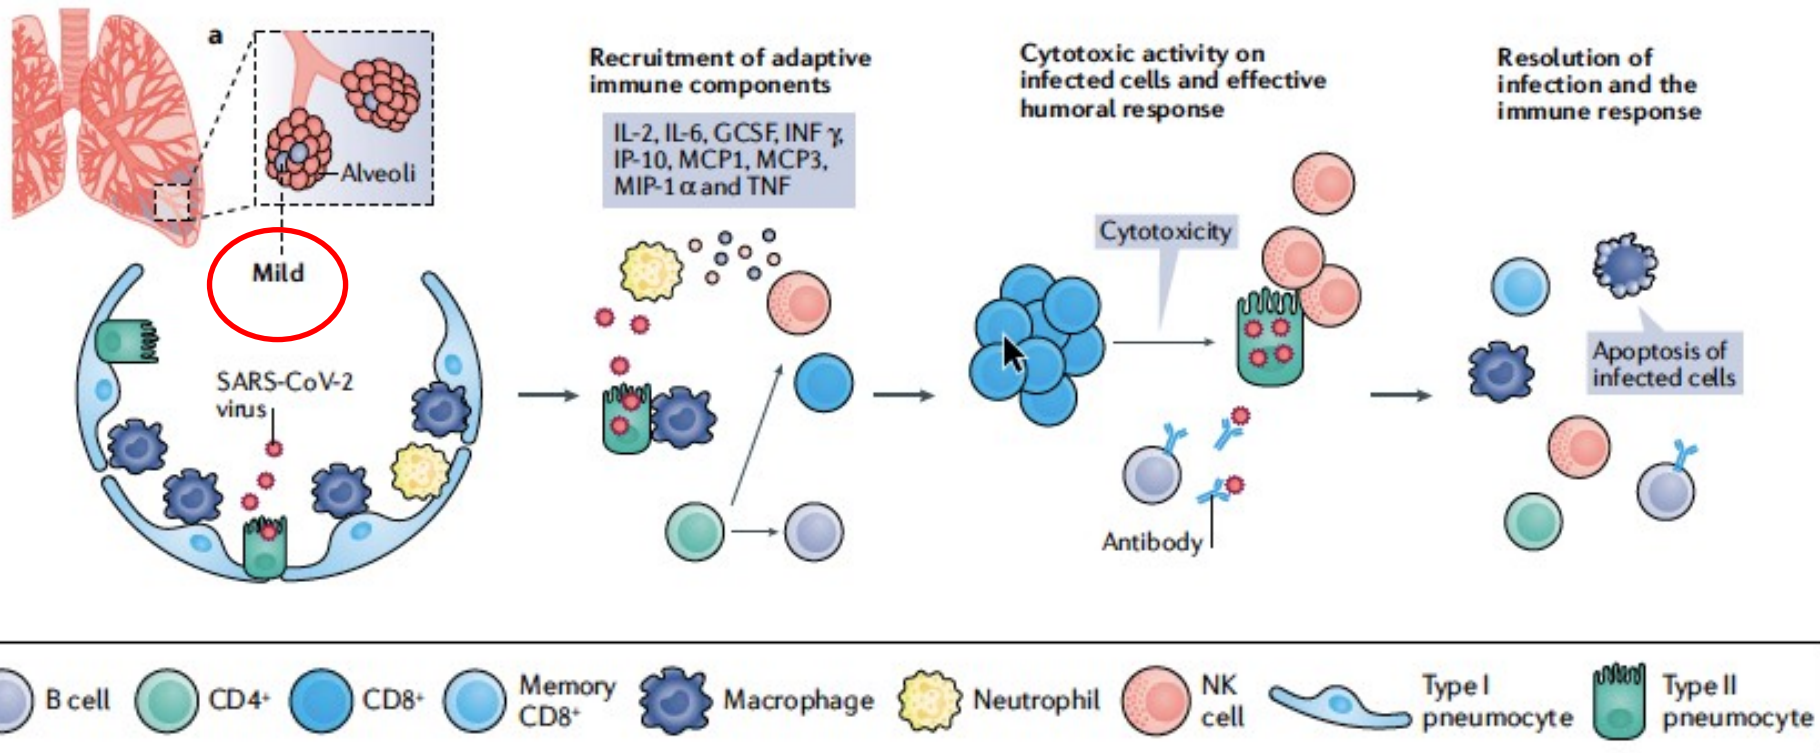 a
Alveoli
Mild
SARS-CoV-2
virus
Recruitment of adaptive
immune components
IL-2, IL-6, GCSF, INF γ,
IP-10, MCP1, MCP3,
MIP-1 α and TNF
Cytotoxic activity on
infected cells and effective
humoral response
Cytotoxicity
Antibody
Resolution of
infection and the
immune response
Apoptosis of
infected cells
B cell
CD4⁺
CD8⁺
Memory
CD8⁺
Macrophage
Neutrophil
NK
cell
Type I
pneumocyte
Type II
pneumocyte